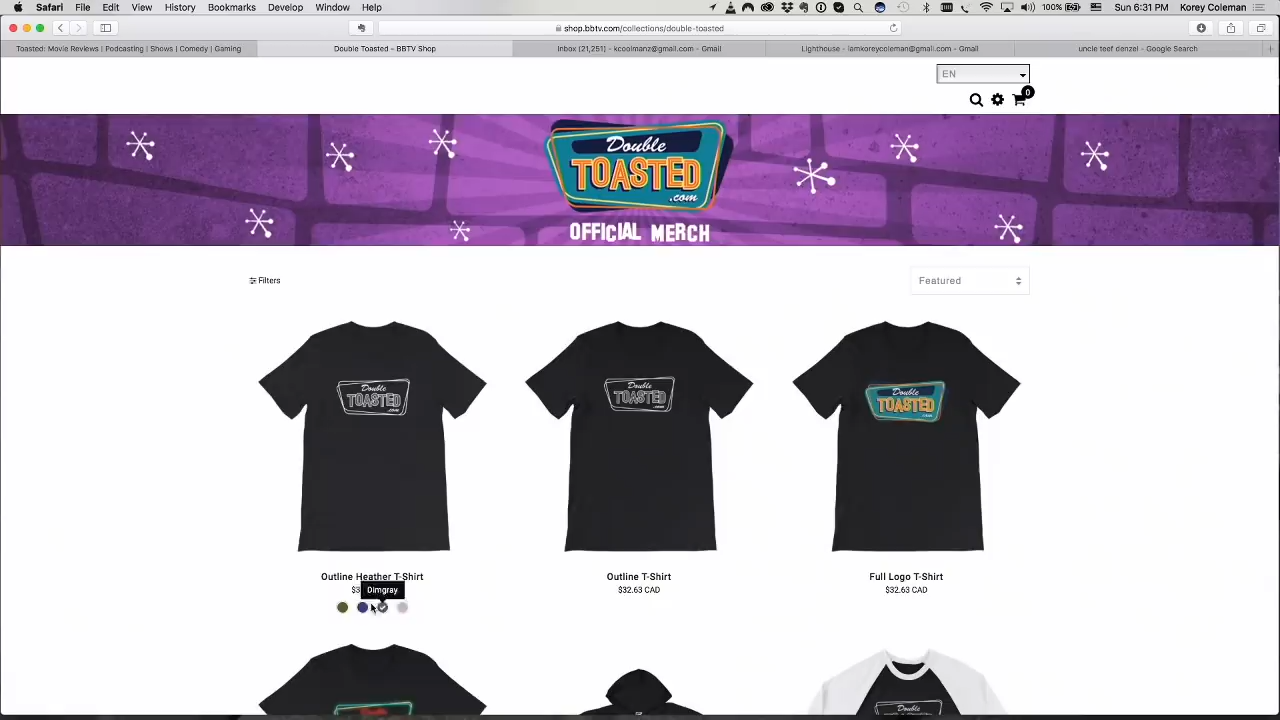 Safari File Edit View History Bookmarks Develop Window Help 100% Sun 6:31 PM Korey Coleman
shop.bbtv.com/collections/double-toasted
Toasted: Movie Reviews | Podcasting | Shows | Comedy | Gaming
Double Toasted – BBTV Shop
Inbox (21,251) - kcoolmanz@gmail.com - Gmail
Lighthouse - iamkoreycoleman@gmail.com - Gmail
uncle teef denzel - Google Search
EN
0
Double
TOASTED
.com
OFFICIAL MERCH
Filters
Featured
Double
TOASTED
.com
Double
TOASTED
.com
Double
TOASTED
.com
Outline Heather T-Shirt
Outline T-Shirt
Full Logo T-Shirt
$3
Dimgray
$32.63 CAD
$32.63 CAD